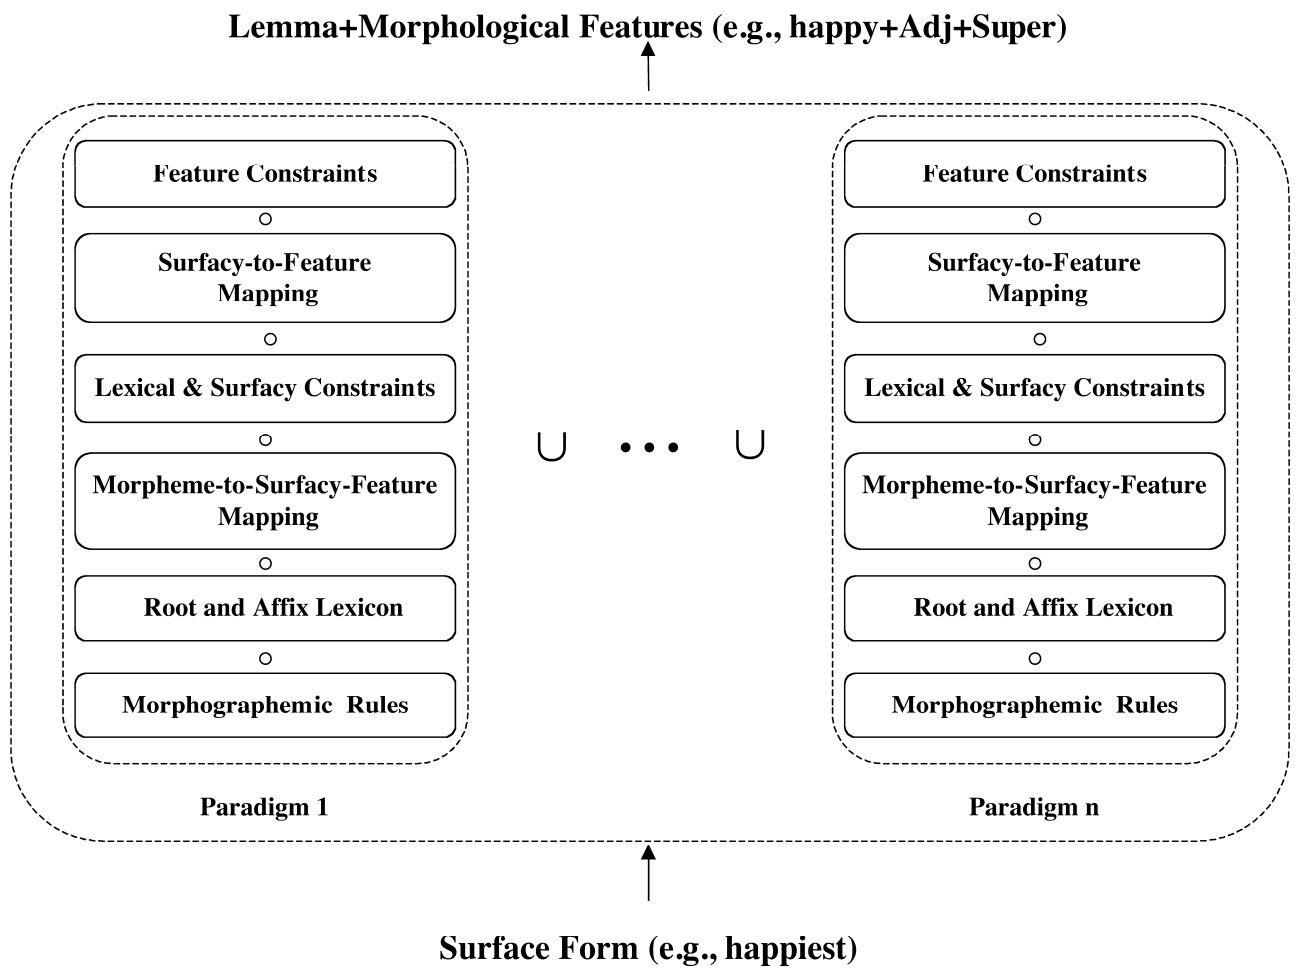 Lemma+Morphological Features (e.g., happy+Adj+Super)
Feature Constraints
Surfacy-to-Feature
Mapping
Lexical & Surfacy Constraints
Morpheme-to-Surfacy-Feature
Mapping
Root and Affix Lexicon
Morphographemic Rules
Paradigm 1
∪ ••• ∪
Feature Constraints
Surfacy-to-Feature
Mapping
Lexical & Surfacy Constraints
Morpheme-to-Surfacy-Feature
Mapping
Root and Affix Lexicon
Morphographemic Rules
Paradigm n
Surface Form (e.g., happiest)